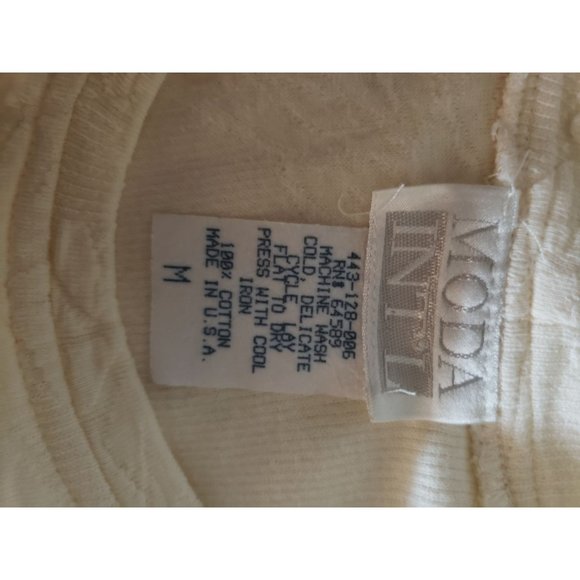 MODA
INT'L
443-128-006
RN# 64589
MACHINE WASH
COLD, DELICATE
CYCLE LAY
FLAT TO DRY
PRESS WITH COOL
IRON
100% COTTON
MADE IN U.S.A.
M